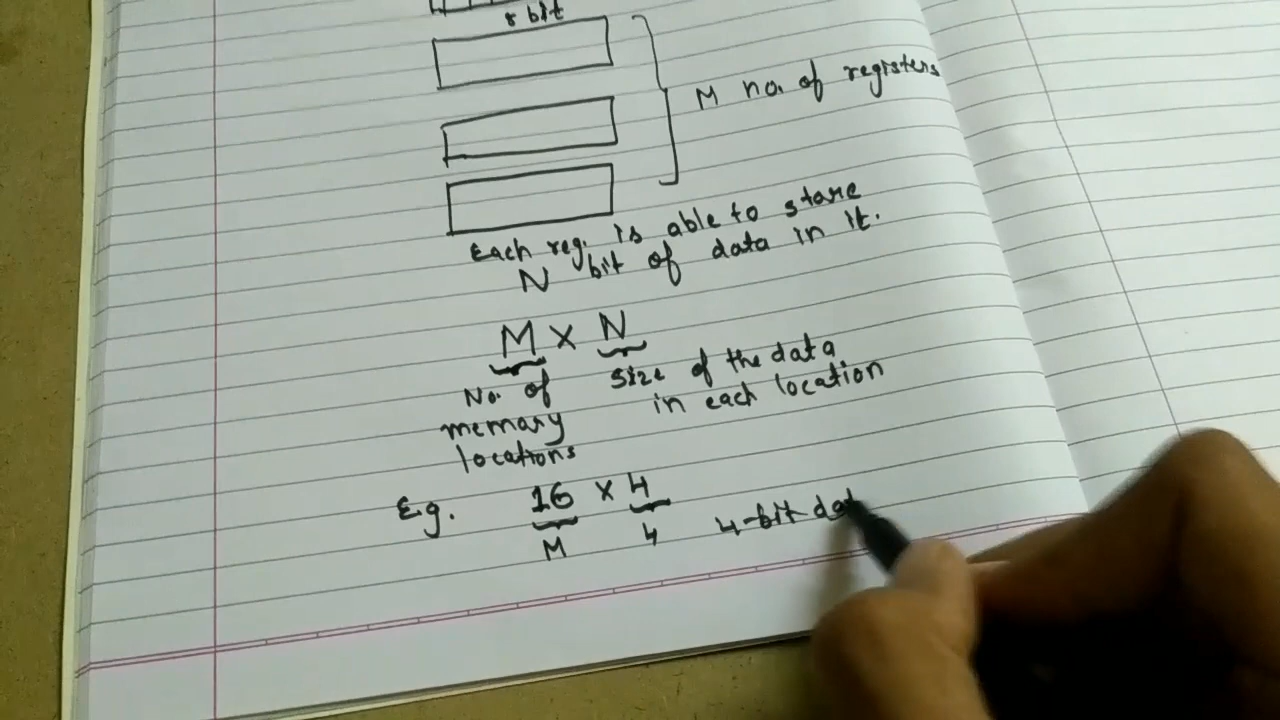 8 bit
M no. of registers
Each reg. is able to store
N bit of data in it.
M X N
No. of memory locations
size of the data in each location
E.g. 16 x 4
M 4 4-bit dat